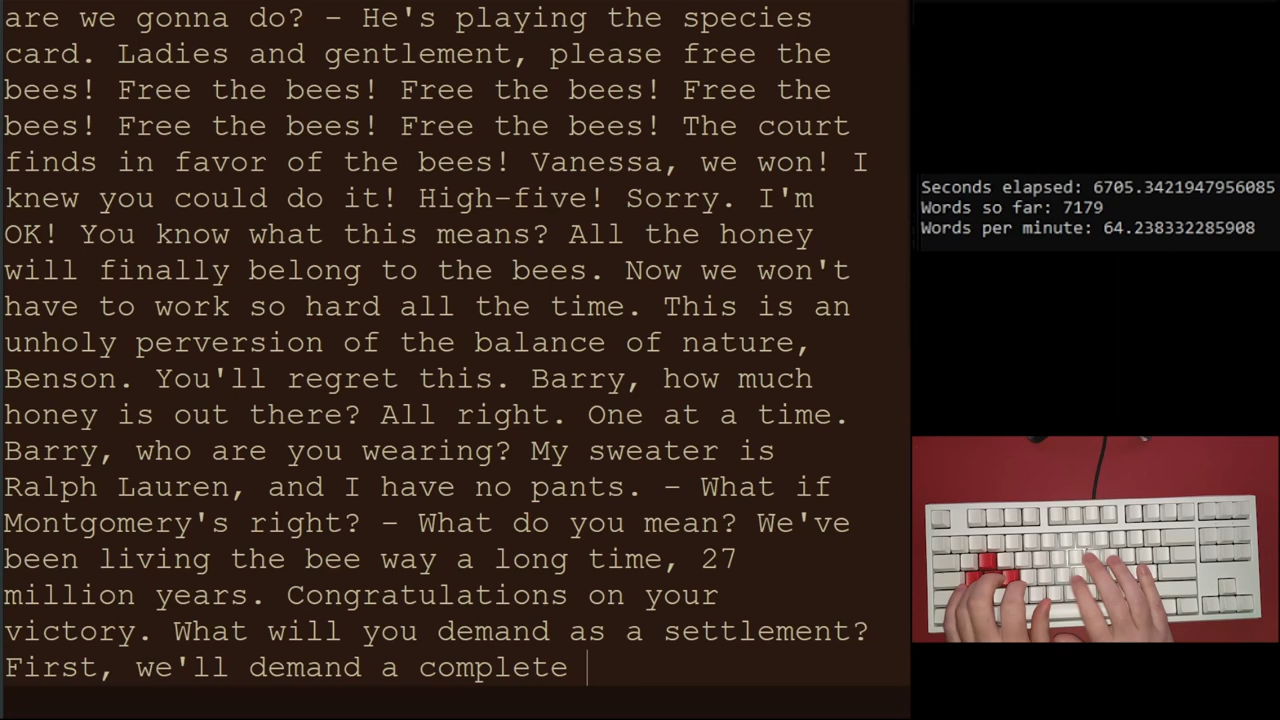 are we gonna do? - He's playing the species
card. Ladies and gentlement, please free the
bees! Free the bees! Free the bees! Free the
bees! Free the bees! Free the bees! The court
finds in favor of the bees! Vanessa, we won! I
knew you could do it! High-five! Sorry. I'm
OK! You know what this means? All the honey
will finally belong to the bees. Now we won't
have to work so hard all the time. This is an
unholy perversion of the balance of nature,
Benson. You'll regret this. Barry, how much
honey is out there? All right. One at a time.
Barry, who are you wearing? My sweater is
Ralph Lauren, and I have no pants. - What if
Montgomery's right? - What do you mean? We've
been living the bee way a long time, 27
million years. Congratulations on your
victory. What will you demand as a settlement?
First, we'll demand a complete
Seconds elapsed: 6705.3421947956085
Words so far: 7179
Words per minute: 64.238332285908